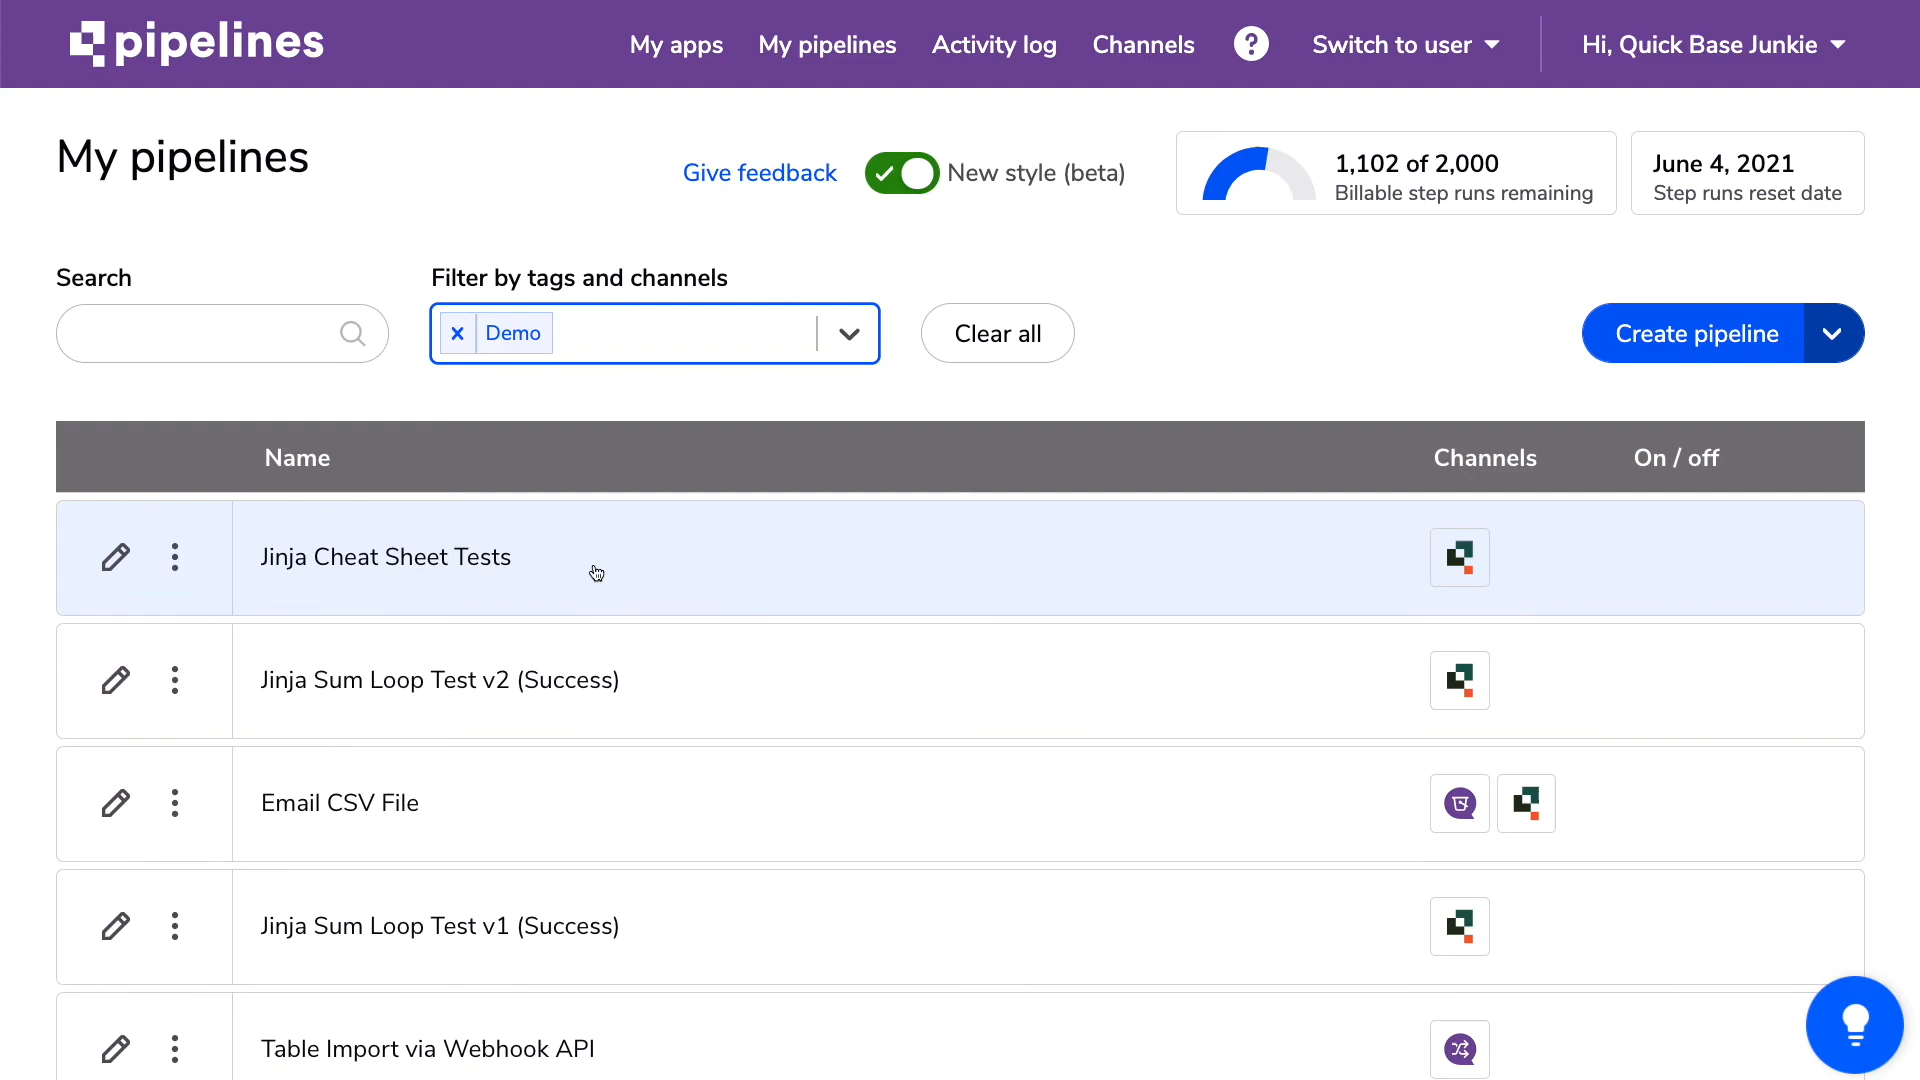 pipelines
My apps My pipelines Activity log Channels ? Switch to user Hi, Quick Base Junkie
My pipelines
Give feedback New style (beta)
1,102 of 2,000
Billable step runs remaining
June 4, 2021
Step runs reset date
Search
Filter by tags and channels
Demo
Clear all
Create pipeline
Name Channels On / off
Jinja Cheat Sheet Tests
Jinja Sum Loop Test v2 (Success)
Email CSV File
Jinja Sum Loop Test v1 (Success)
Table Import via Webhook API